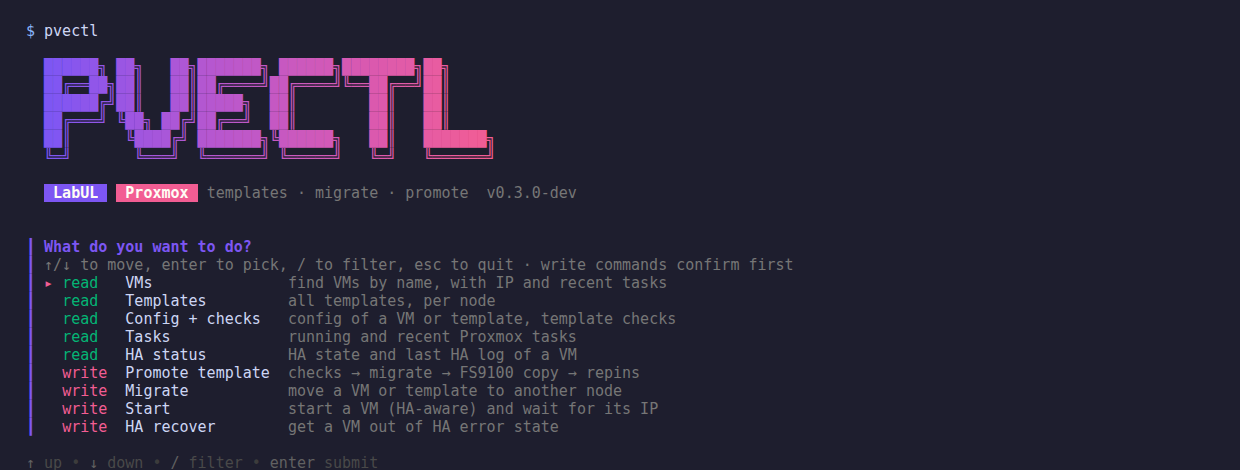 $ pvectl
PVECTL
LabUL Proxmox templates · migrate · promote v0.3.0-dev
What do you want to do?
↑/↓ to move, enter to pick, / to filter, esc to quit · write commands confirm first
▸ read VMs find VMs by name, with IP and recent tasks
read Templates all templates, per node
read Config + checks config of a VM or template, template checks
read Tasks running and recent Proxmox tasks
read HA status HA state and last HA log of a VM
write Promote template checks → migrate → FS9100 copy → repins
write Migrate move a VM or template to another node
write Start start a VM (HA-aware) and wait for its IP
write HA recover get a VM out of HA error state
↑ up • ↓ down • / filter • enter submit